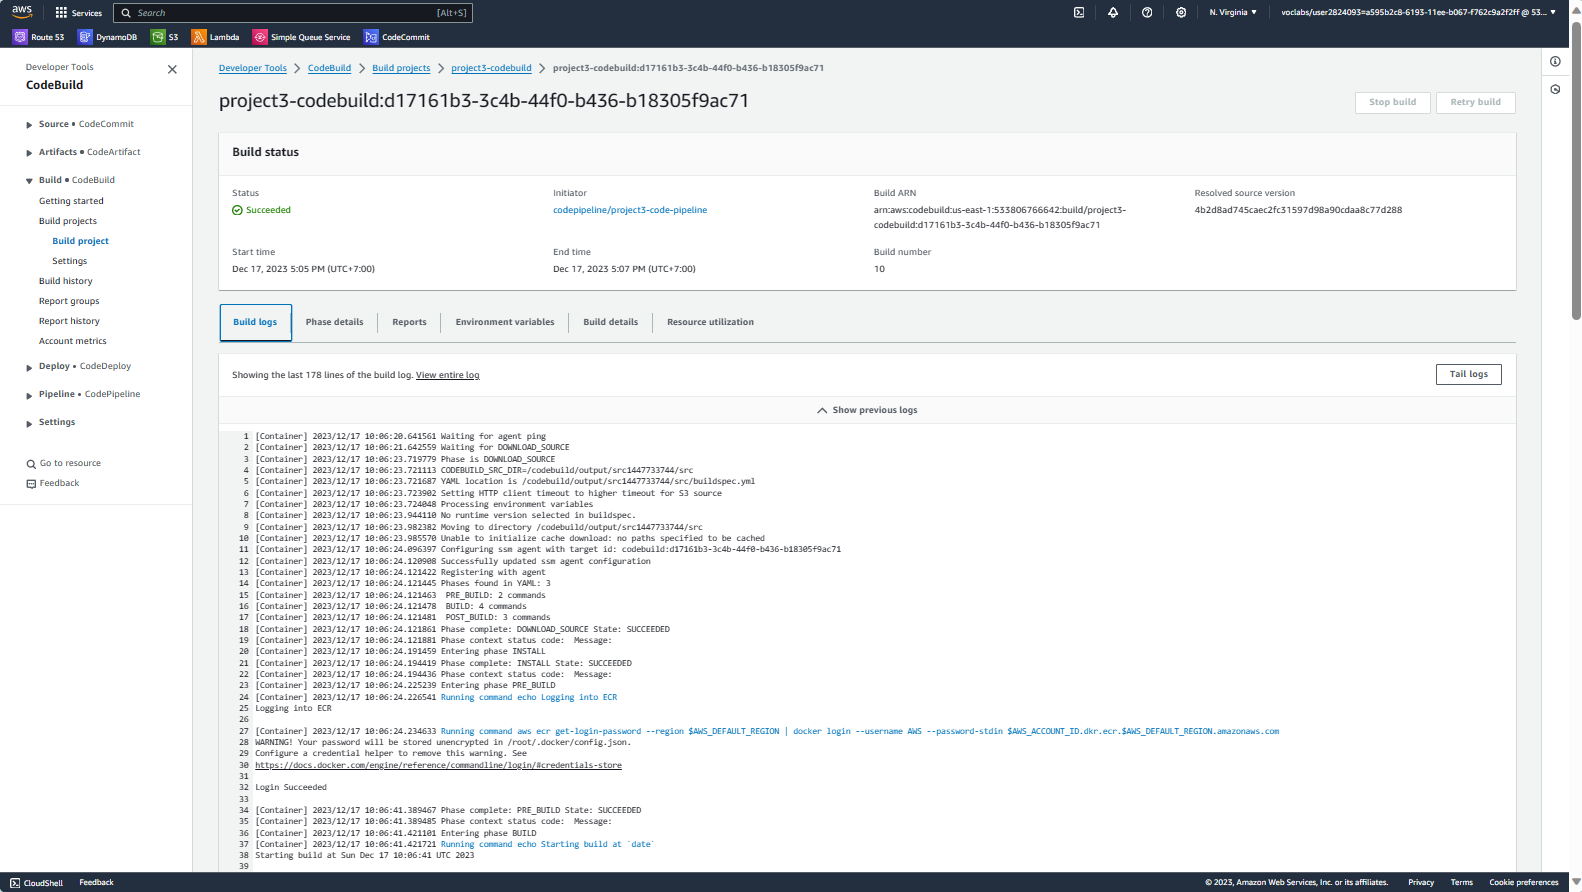 aws
Services
Search
[Alt+S]
N. Virginia
voclabs/user2824093=a595b2c8-6193-11ee-b067-f762c9a2f2ff @ 53...
Route 53
DynamoDB
S3
Lambda
Simple Queue Service
CodeCommit
Developer Tools
CodeBuild
Source • CodeCommit
Artifacts • CodeArtifact
Build • CodeBuild
Getting started
Build projects
Build project
Settings
Build history
Report groups
Report history
Account metrics
Deploy • CodeDeploy
Pipeline • CodePipeline
Settings
Go to resource
Feedback
Developer Tools > CodeBuild > Build projects > project3-codebuild > project3-codebuild:d17161b3-3c4b-44f0-b436-b18305f9ac71
project3-codebuild:d17161b3-3c4b-44f0-b436-b18305f9ac71
Stop build
Retry build
Build status
Status
Succeeded
Initiator
codepipeline/project3-code-pipeline
Build ARN
arn:aws:codebuild:us-east-1:533806766642:build/project3-
codebuild:d17161b3-3c4b-44f0-b436-b18305f9ac71
Resolved source version
4b2d8ad745caec2fc31597d98a90cdaa8c77d288
Start time
Dec 17, 2023 5:05 PM (UTC+7:00)
End time
Dec 17, 2023 5:07 PM (UTC+7:00)
Build number
10
Build logs
Phase details
Reports
Environment variables
Build details
Resource utilization
Showing the last 178 lines of the build log. View entire log
Tail logs
Show previous logs
1 [Container] 2023/12/17 10:06:20.641561 Waiting for agent ping
2 [Container] 2023/12/17 10:06:21.642559 Waiting for DOWNLOAD_SOURCE
3 [Container] 2023/12/17 10:06:23.719779 Phase is DOWNLOAD_SOURCE
4 [Container] 2023/12/17 10:06:23.721113 CODEBUILD_SRC_DIR=/codebuild/output/src1447733744/src
5 [Container] 2023/12/17 10:06:23.721687 YAML location is /codebuild/output/src1447733744/src/buildspec.yml
6 [Container] 2023/12/17 10:06:23.723902 Setting HTTP client timeout to higher timeout for S3 source
7 [Container] 2023/12/17 10:06:23.724048 Processing environment variables
8 [Container] 2023/12/17 10:06:23.944110 No runtime version selected in buildspec.
9 [Container] 2023/12/17 10:06:23.982382 Moving to directory /codebuild/output/src1447733744/src
10 [Container] 2023/12/17 10:06:23.985570 Unable to initialize cache download: no paths specified to be cached
11 [Container] 2023/12/17 10:06:24.096397 Configuring ssm agent with target id: codebuild:d17161b3-3c4b-44f0-b436-b18305f9ac71
12 [Container] 2023/12/17 10:06:24.120908 Successfully updated ssm agent configuration
13 [Container] 2023/12/17 10:06:24.121422 Registering with agent
14 [Container] 2023/12/17 10:06:24.121445 Phases found in YAML: 3
15 [Container] 2023/12/17 10:06:24.121463  PRE_BUILD: 2 commands
16 [Container] 2023/12/17 10:06:24.121478  BUILD: 4 commands
17 [Container] 2023/12/17 10:06:24.121481  POST_BUILD: 3 commands
18 [Container] 2023/12/17 10:06:24.121861 Phase complete: DOWNLOAD_SOURCE State: SUCCEEDED
19 [Container] 2023/12/17 10:06:24.121881 Phase context status code:  Message:
20 [Container] 2023/12/17 10:06:24.191459 Entering phase INSTALL
21 [Container] 2023/12/17 10:06:24.194419 Phase complete: INSTALL State: SUCCEEDED
22 [Container] 2023/12/17 10:06:24.194436 Phase context status code:  Message:
23 [Container] 2023/12/17 10:06:24.225239 Entering phase PRE_BUILD
24 [Container] 2023/12/17 10:06:24.226541 Running command echo Logging into ECR
25 Logging into ECR
26
27 [Container] 2023/12/17 10:06:24.234633 Running command aws ecr get-login-password --region $AWS_DEFAULT_REGION | docker login --username AWS --password-stdin $AWS_ACCOUNT_ID.dkr.ecr.$AWS_DEFAULT_REGION.amazonaws.com
28 WARNING! Your password will be stored unencrypted in /root/.docker/config.json.
29 Configure a credential helper to remove this warning. See
30 https://docs.docker.com/engine/reference/commandline/login/#credentials-store
31
32 Login Succeeded
33
34 [Container] 2023/12/17 10:06:41.389467 Phase complete: PRE_BUILD State: SUCCEEDED
35 [Container] 2023/12/17 10:06:41.389485 Phase context status code:  Message:
36 [Container] 2023/12/17 10:06:41.421101 Entering phase BUILD
37 [Container] 2023/12/17 10:06:41.421721 Running command echo Starting build at `date`
38 Starting build at Sun Dec 17 10:06:41 UTC 2023
39
CloudShell
Feedback
© 2023, Amazon Web Services, Inc. or its affiliates.
Privacy
Terms
Cookie preferences